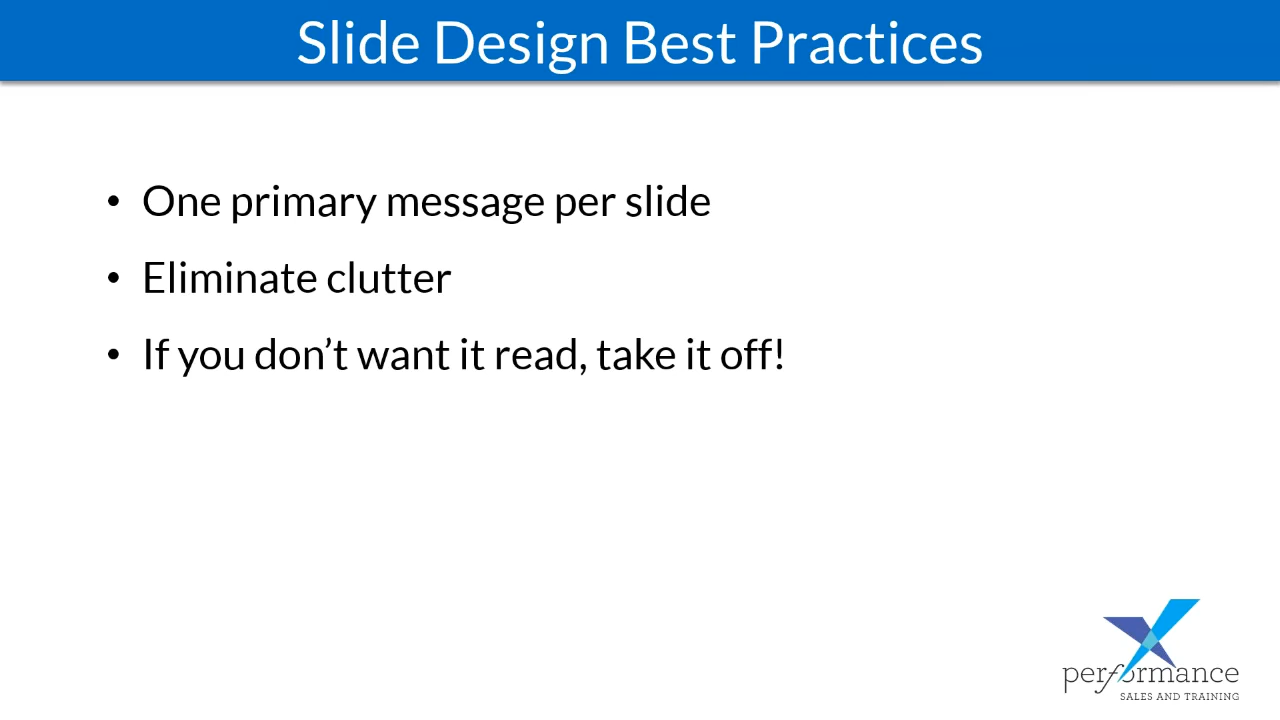 Slide Design Best Practices
• One primary message per slide
• Eliminate clutter
• If you don’t want it read, take it off!
performance
SALES AND TRAINING